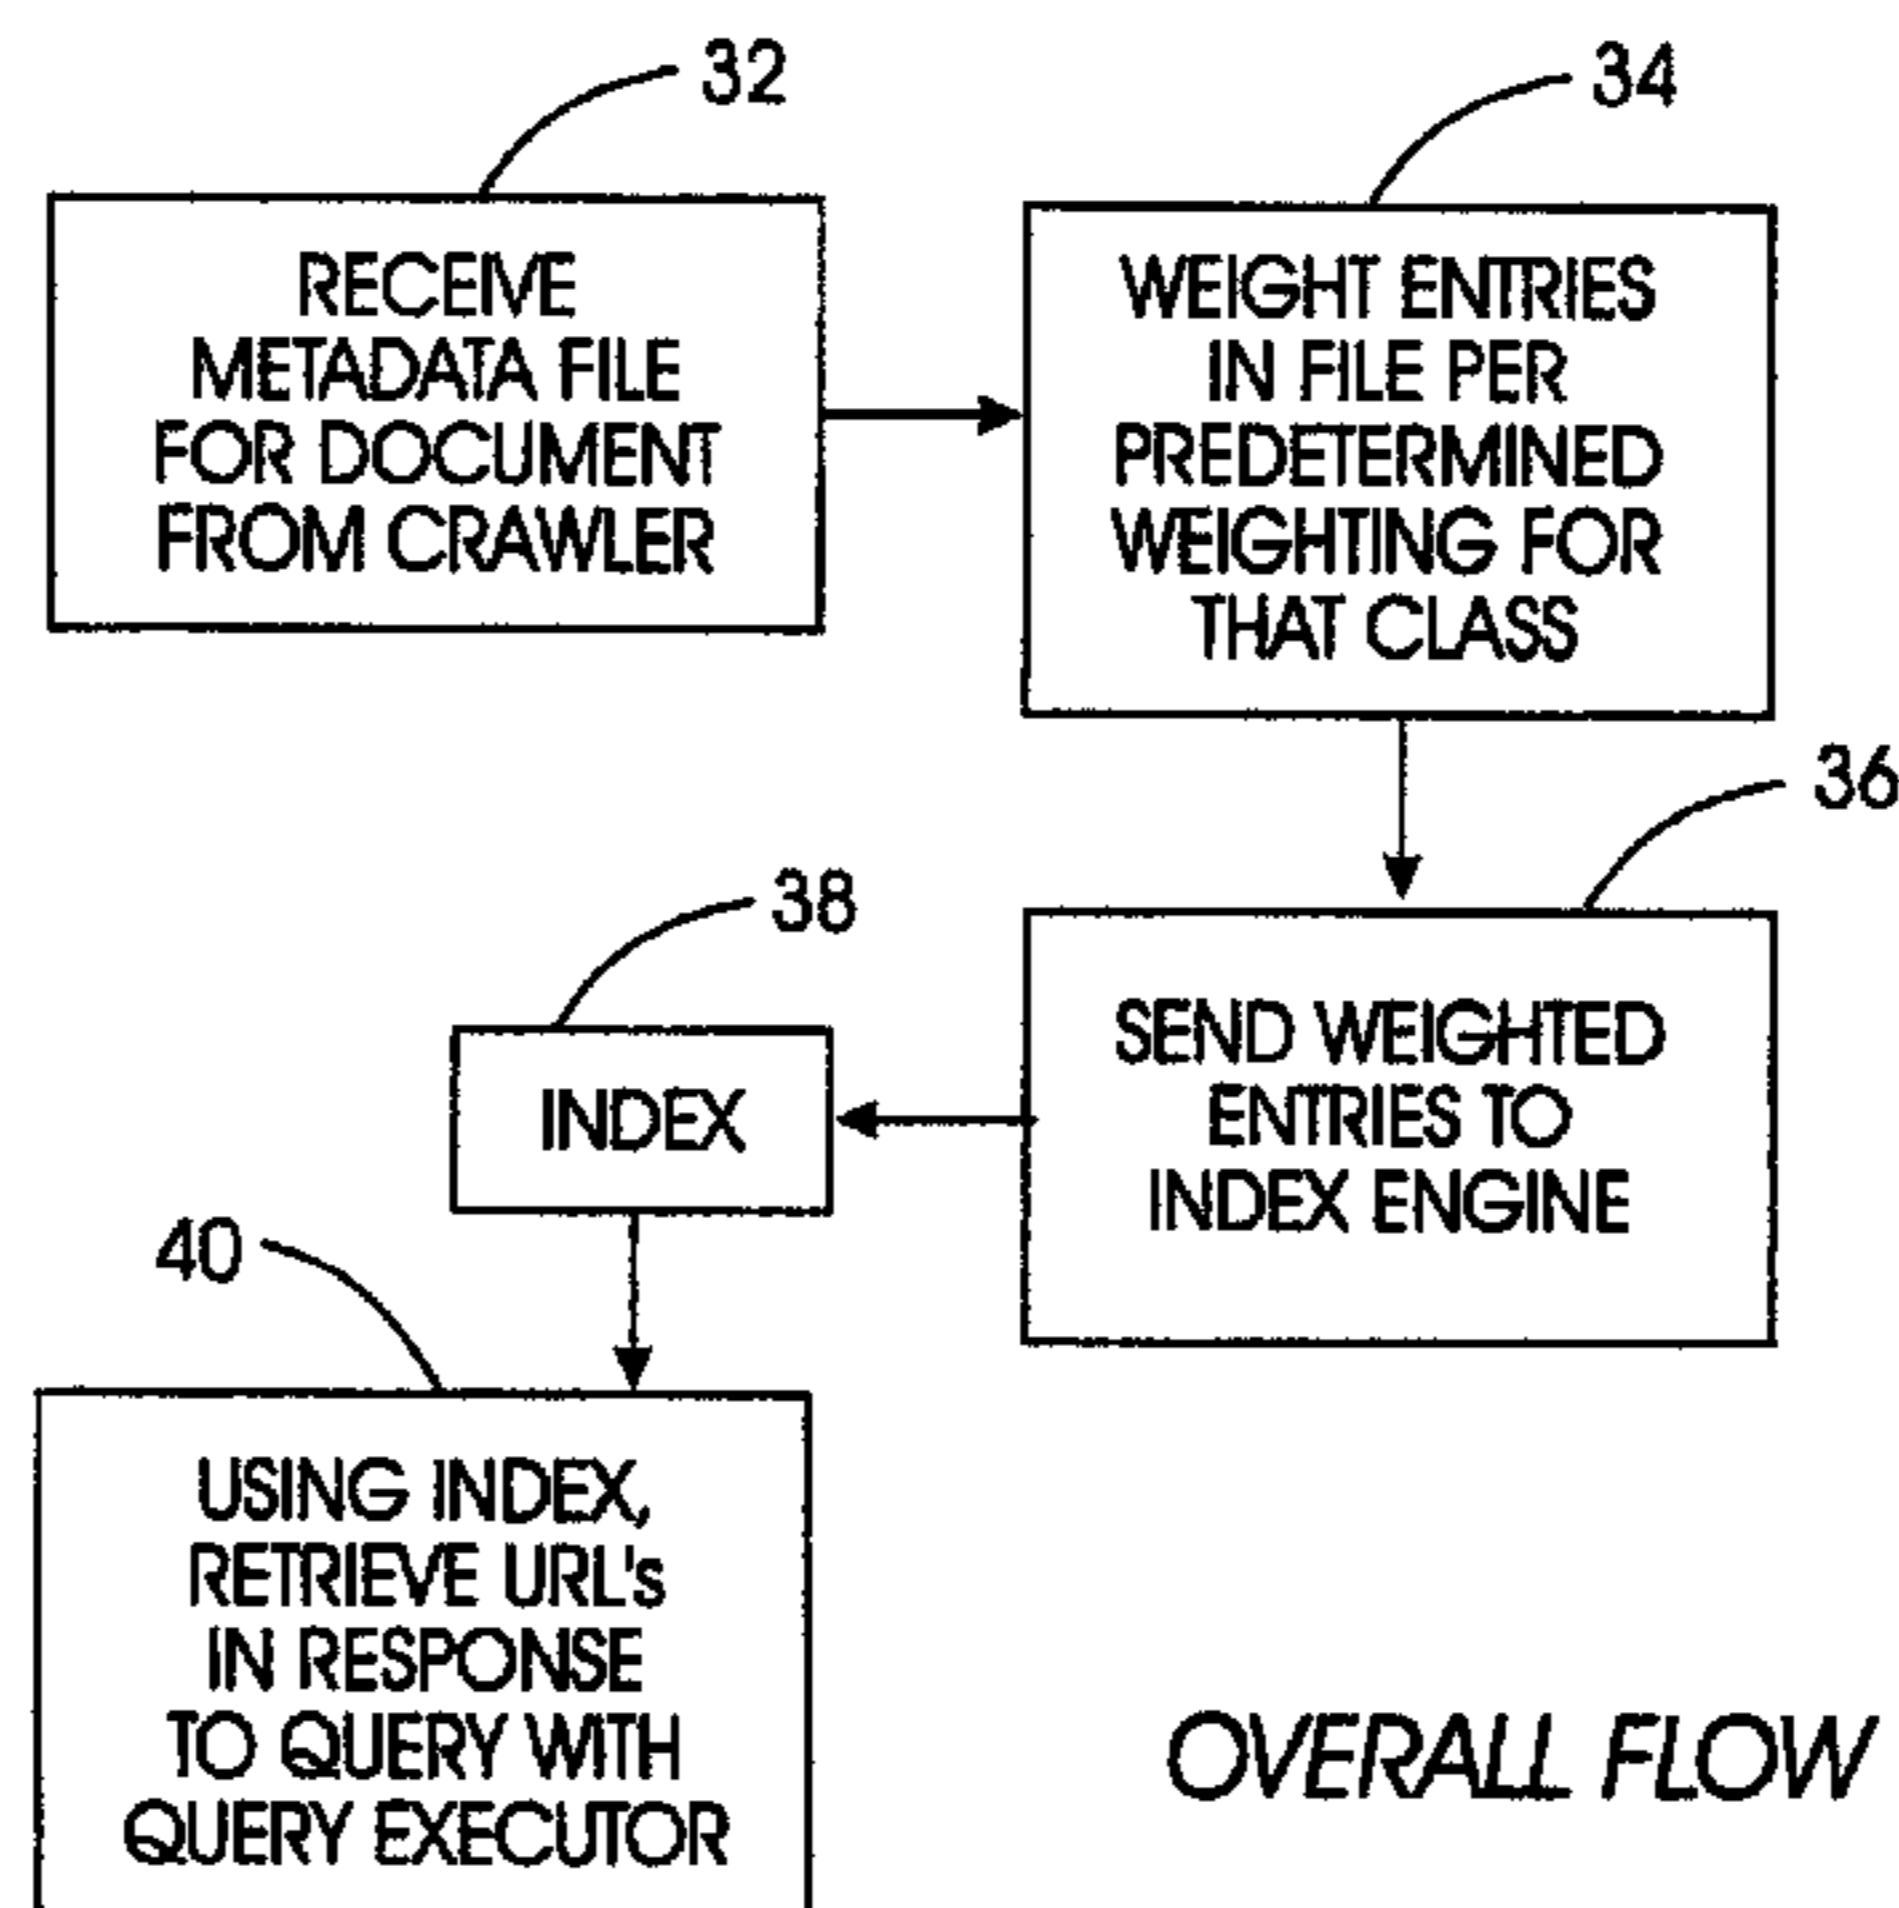 32
RECEIVE
METADATA FILE
FOR DOCUMENT
FROM CRAWLER
34
WEIGHT ENTRIES
IN FILE PER
PREDETERMINED
WEIGHTING FOR
THAT CLASS
36
SEND WEIGHTED
ENTRIES TO
INDEX ENGINE
38
INDEX
40
USING INDEX,
RETRIEVE URL's
IN RESPONSE
TO QUERY WITH
QUERY EXECUTOR
OVERALL FLOW